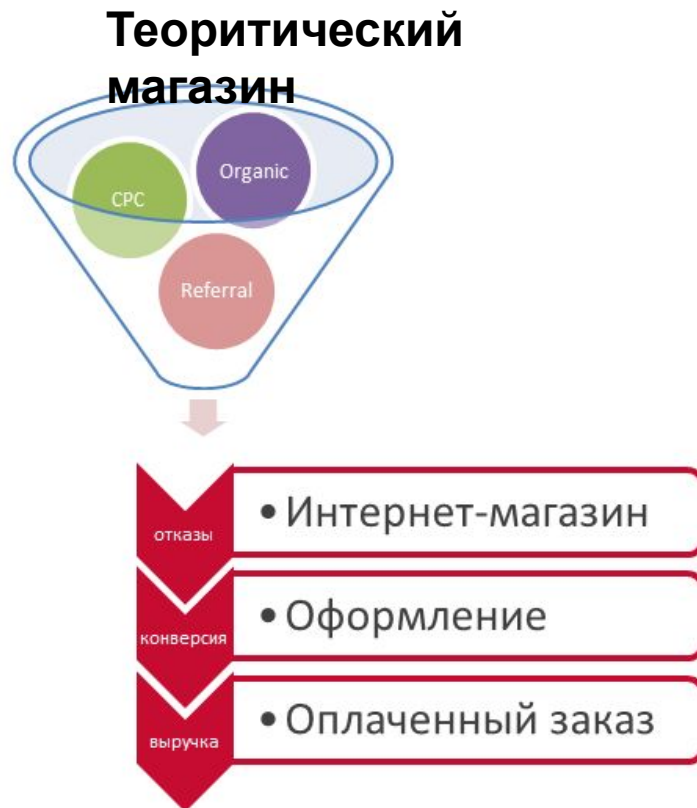 Теоритический
магазин
Organic
CPC
Referral
отказы
• Интернет-магазин
конверсия
• Оформление
выручка
• Оплаченный заказ